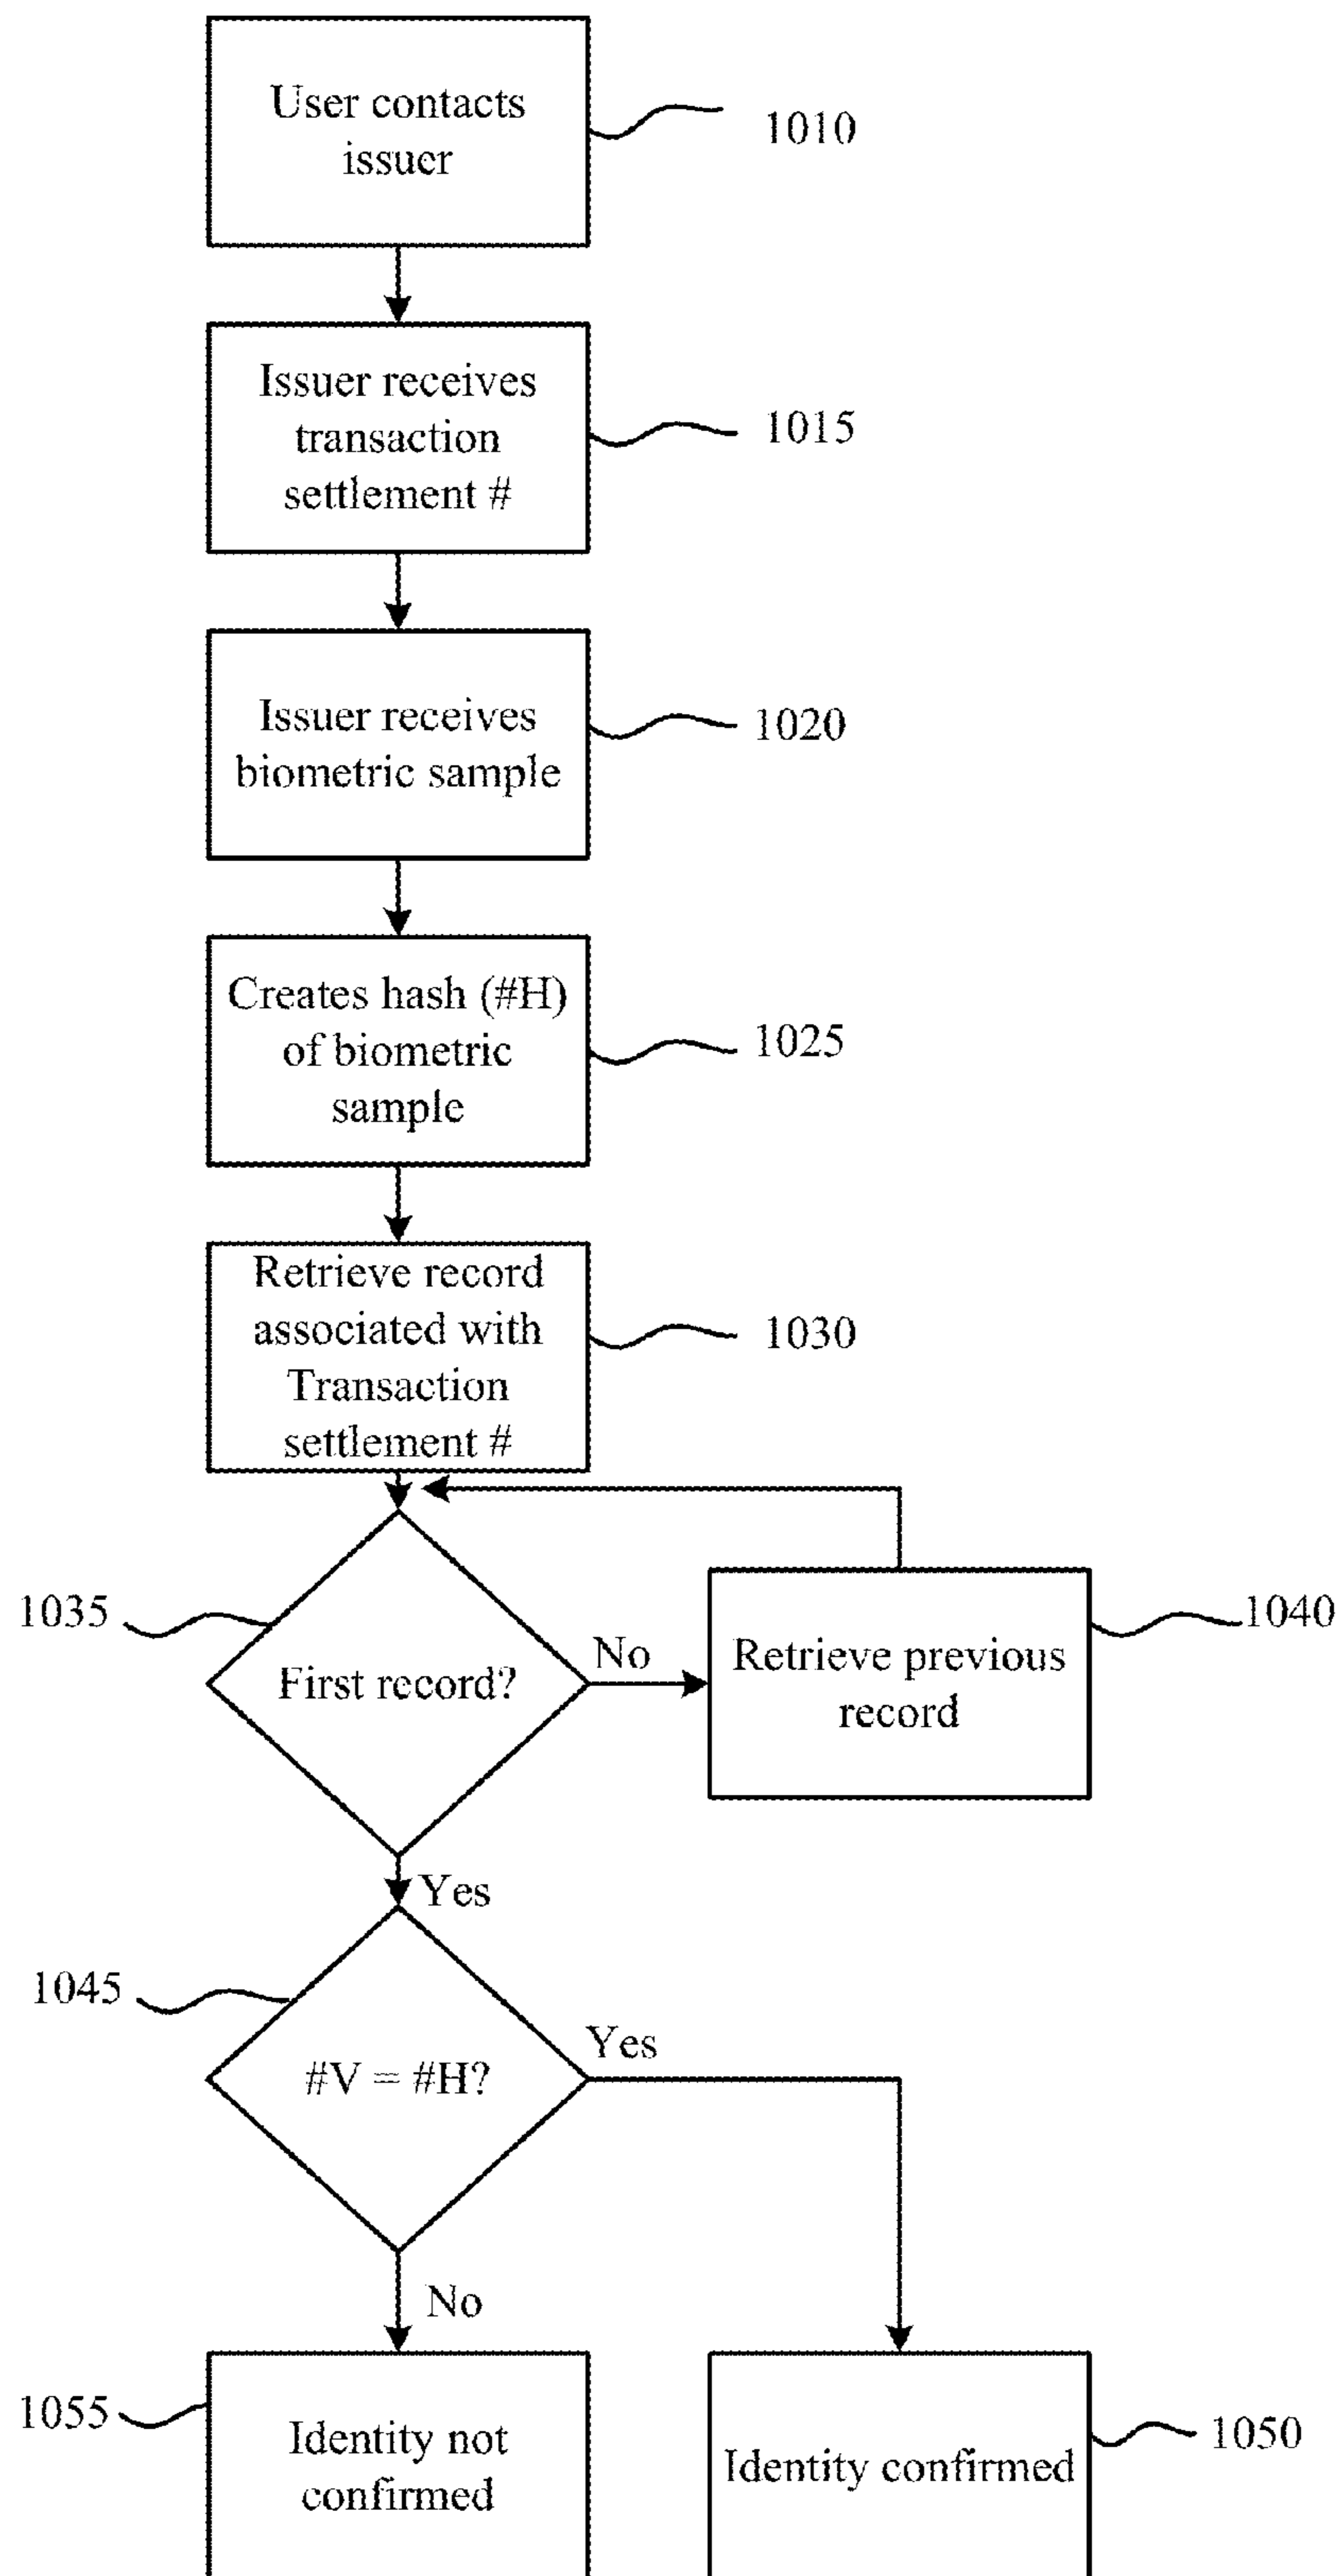 User contacts
issuer
1010
Issuer receives
transaction
settlement #
1015
Issuer receives
biometric sample
1020
Creates hash (#H)
of biometric
sample
1025
Retrieve record
associated with
Transaction
settlement #
1030
1035
First record?
No
Retrieve previous
record
1040
Yes
1045
#V = #H?
Yes
No
1055
Identity not
confirmed
Identity confirmed
1050